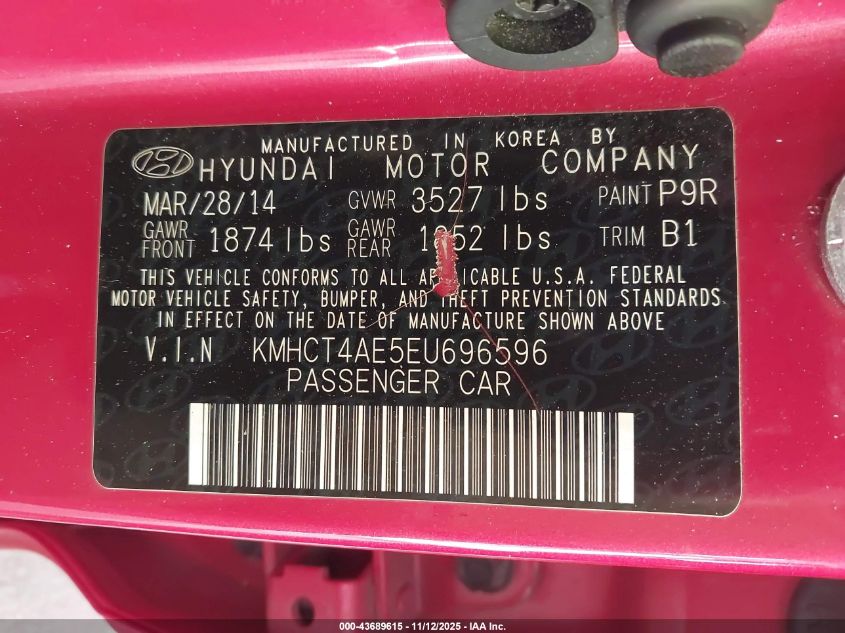 MANUFACTURED IN KOREA BY
HYUNDAI MOTOR COMPANY
MAR/28/14 GVWR 3527 lbs PAINT P9R
GAWR FRONT 1874 lbs GAWR REAR lbs TRIM B1
THIS VEHICLE CONFORMS TO ALL APPLICABLE U.S.A. FEDERAL
MOTOR VEHICLE SAFETY, BUMPER, AND THEFT PREVENTION STANDARDS
IN EFFECT ON THE DATE OF MANUFACTURE SHOWN ABOVE
V.I.N KMHCT4AE5EU696596
PASSENGER CAR
000-43689615 - 11/12/2025 - IAA Inc.